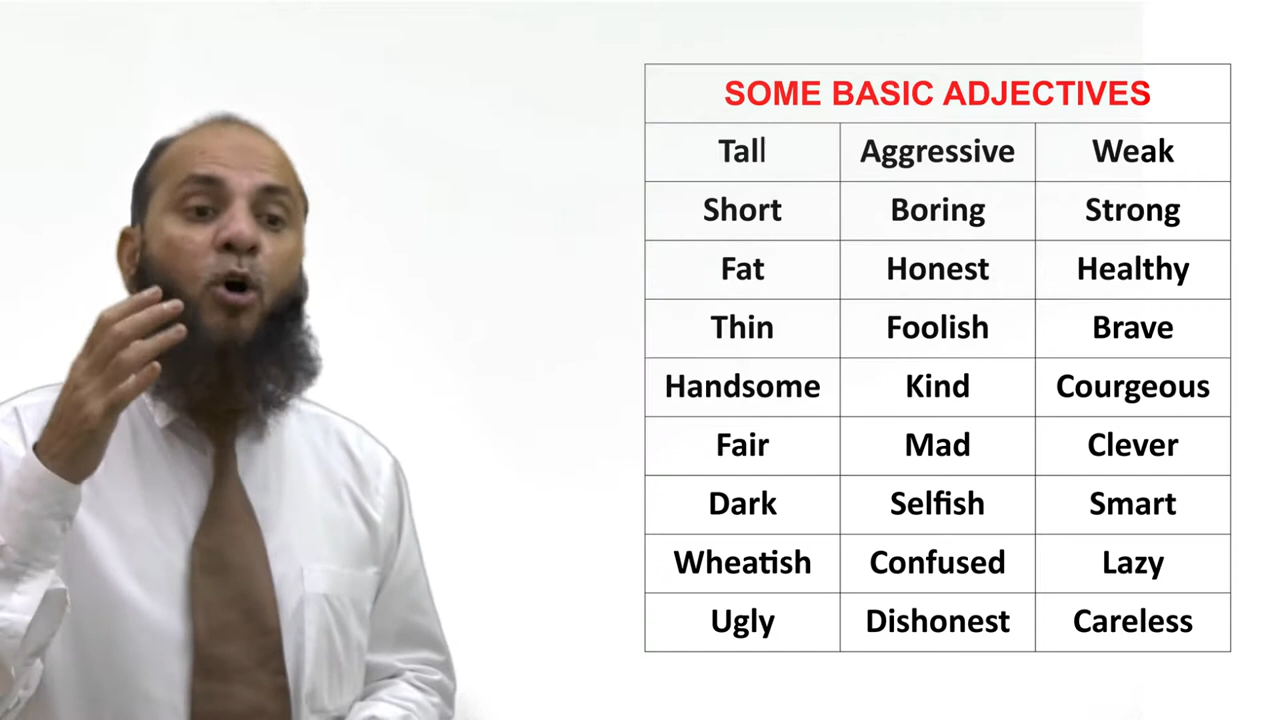 SOME BASIC ADJECTIVES
Tall Aggressive Weak
Short Boring Strong
Fat Honest Healthy
Thin Foolish Brave
Handsome Kind Courgeous
Fair Mad Clever
Dark Selfish Smart
Wheatish Confused Lazy
Ugly Dishonest Careless